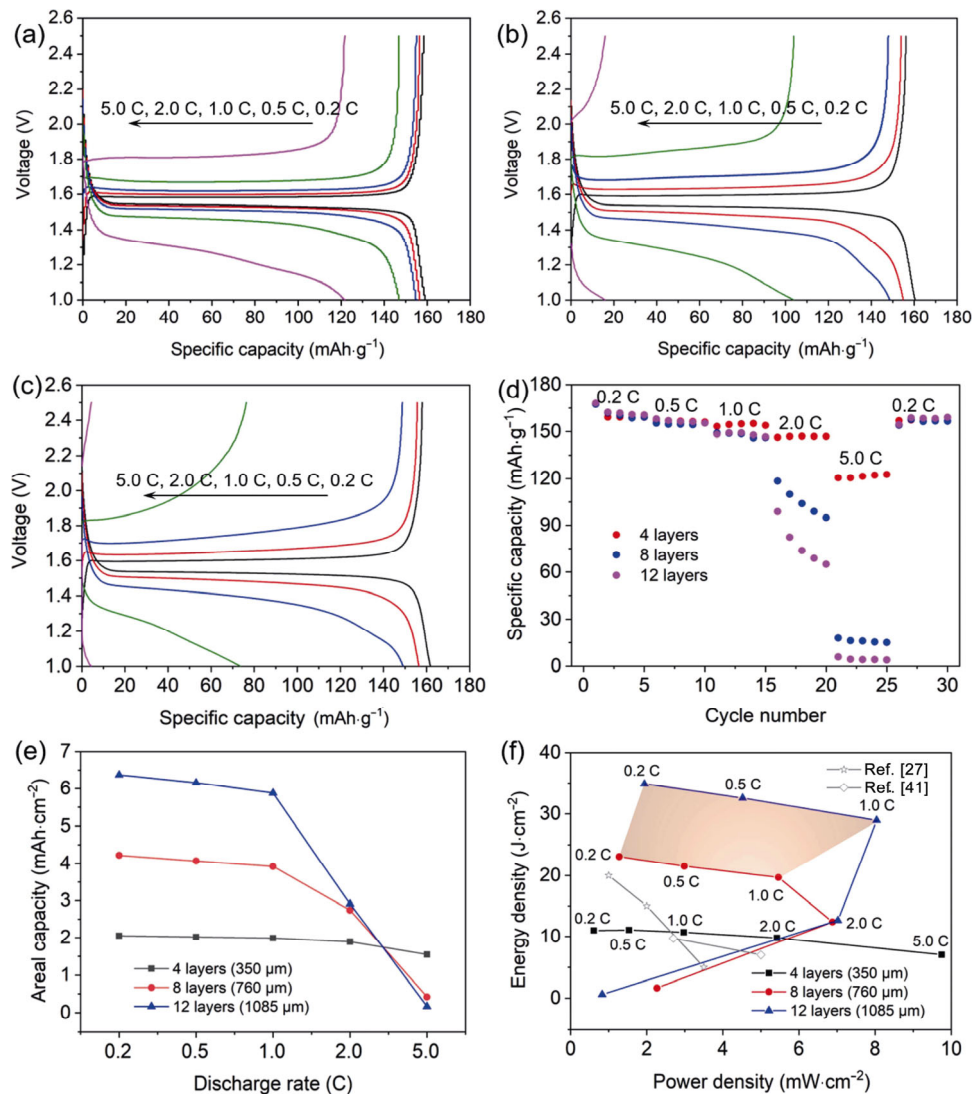 (a)
2.6
2.4
2.2
2.0
1.8
1.6
1.4
1.2
1.0
Voltage (V)
5.0 C, 2.0 C, 1.0 C, 0.5 C, 0.2 C
0 20 40 60 80 100 120 140 160 180
Specific capacity (mAh·g⁻¹)
(b)
2.6
2.4
2.2
2.0
1.8
1.6
1.4
1.2
1.0
Voltage (V)
5.0 C, 2.0 C, 1.0 C, 0.5 C, 0.2 C
0 20 40 60 80 100 120 140 160 180
Specific capacity (mAh·g⁻¹)
(c)
2.6
2.4
2.2
2.0
1.8
1.6
1.4
1.2
1.0
Voltage (V)
5.0 C, 2.0 C, 1.0 C, 0.5 C, 0.2 C
0 20 40 60 80 100 120 140 160 180
Specific capacity (mAh·g⁻¹)
(d)
180
150
120
90
60
30
0
Specific capacity (mAh·g⁻¹)
0.2 C
0.5 C
1.0 C
2.0 C
5.0 C
0.2 C
4 layers
8 layers
12 layers
0 5 10 15 20 25 30
Cycle number
(e)
7
6
5
4
3
2
1
0
Areal capacity (mAh·cm⁻²)
4 layers (350 μm)
8 layers (760 μm)
12 layers (1085 μm)
0.2 0.5 1.0 2.0 5.0
Discharge rate (C)
(f)
50
40
30
20
10
0
Energy density (J·cm⁻²)
Ref. [27]
Ref. [41]
0.2 C
0.5 C
1.0 C
0.2 C
0.5 C
1.0 C
2.0 C
0.2 C
0.5 C
1.0 C
2.0 C
5.0 C
4 layers (350 μm)
8 layers (760 μm)
12 layers (1085 μm)
0 2 4 6 8 10
Power density (mW·cm⁻²)